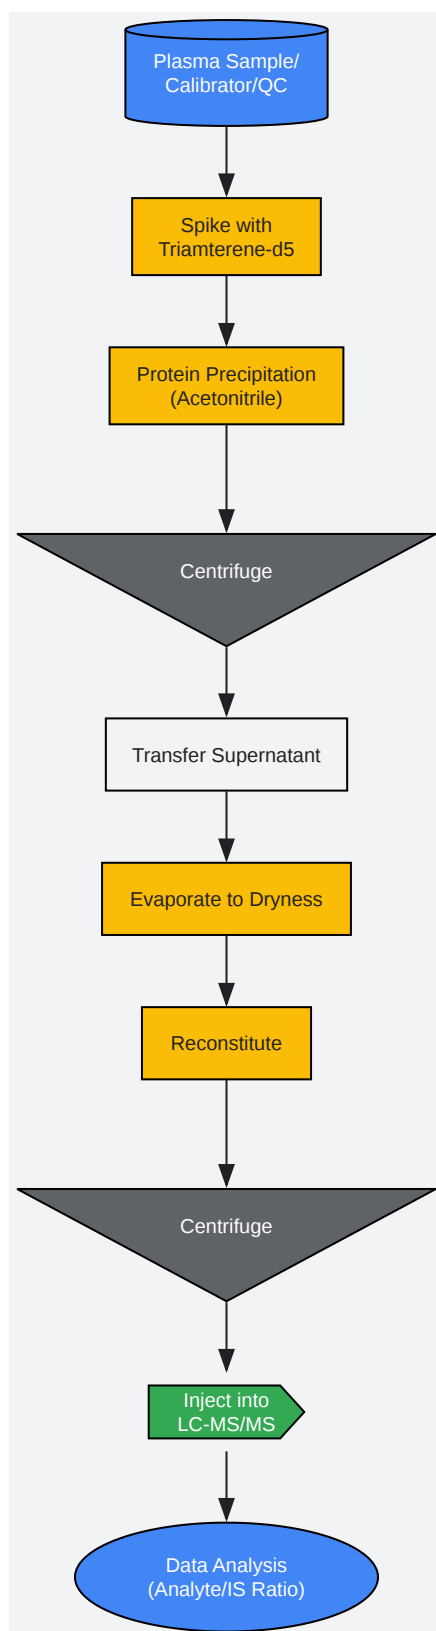 Plasma Sample/
Calibrator/QC
Spike with
Triamterene-d5
Protein Precipitation
(Acetonitrile)
Centrifuge
Transfer Supernatant
Evaporate to Dryness
Reconstitute
Centrifuge
Inject into
LC-MS/MS
Data Analysis
(Analyte/IS Ratio)